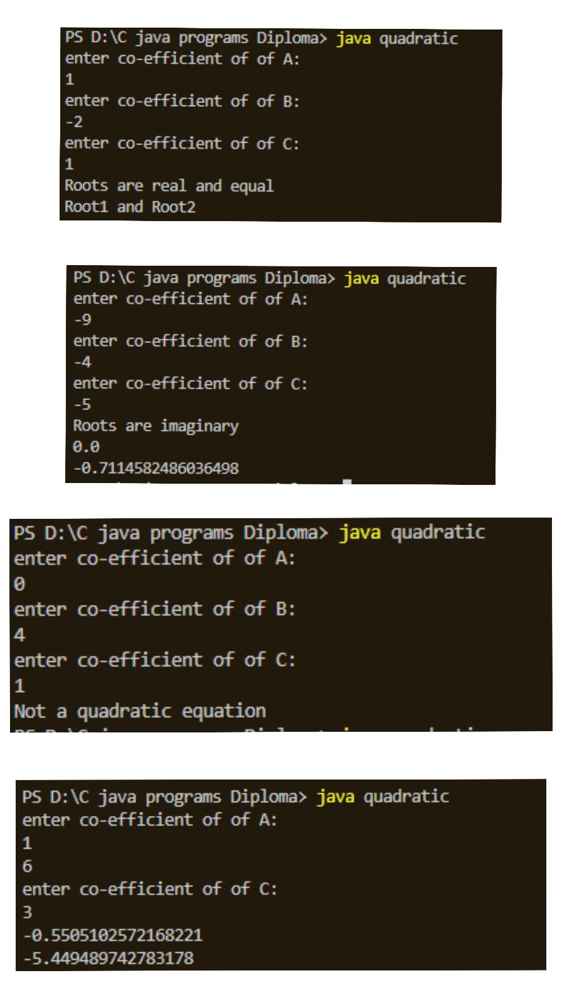 PS D:\C java programs Diploma> java quadratic
enter co-efficient of of A:
1
enter co-efficient of of B:
-2
enter co-efficient of of C:
1
Roots are real and equal
Root1 and Root2
PS D:\C java programs Diploma> java quadratic
enter co-efficient of of A:
-9
enter co-efficient of of B:
-4
enter co-efficient of of C:
-5
Roots are imaginary
0.0
-0.7114582486036498
PS D:\C java programs Diploma> java quadratic
enter co-efficient of of A:
0
enter co-efficient of of B:
4
enter co-efficient of of C:
1
Not a quadratic equation
PS D:\C java programs Diploma> java quadratic
enter co-efficient of of A:
1
6
enter co-efficient of of C:
3
-0.5505102572168221
-5.449489742783178